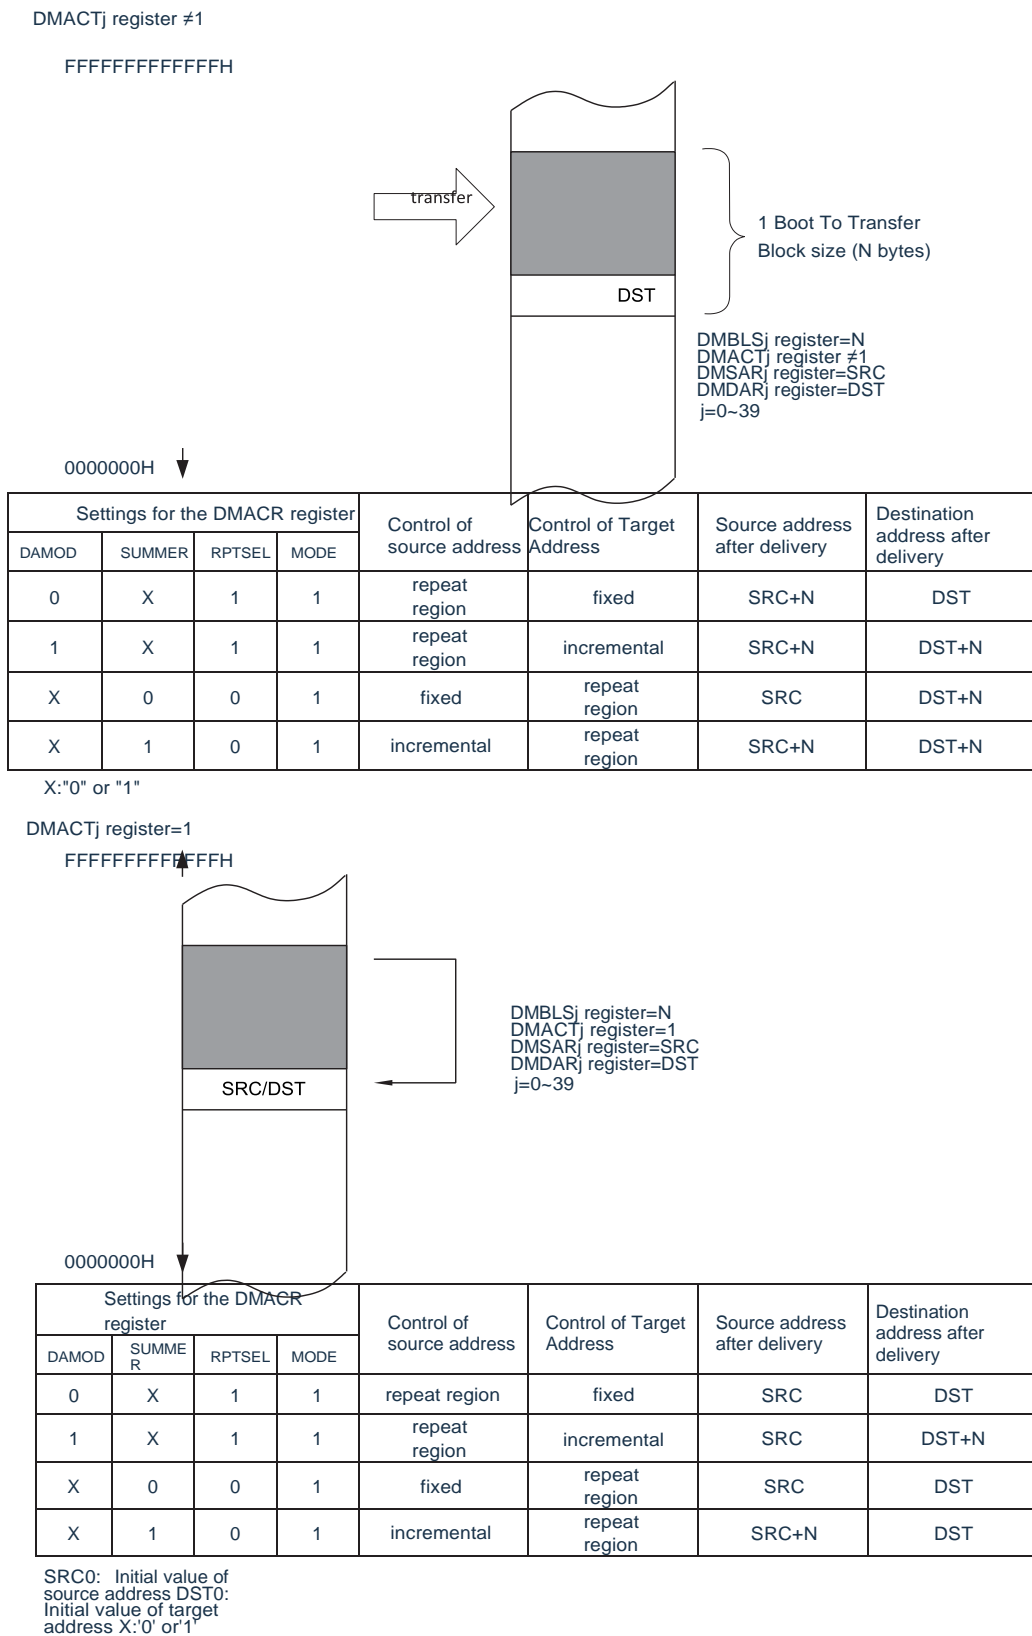 DMACTj register ≠1
FFFFFFFFFFFFFH
transfer
1 Boot To Transfer
Block size (N bytes)
DST
DMBLSj register=N
DMACTj register ≠1
DMSARj register=SRC
DMDARj register=DST
j=0~39
0000000H
Settings for the DMACR register
Control of
source address
Control of Target
Address
Source address
after delivery
Destination
address after
delivery
DAMOD SUMMER RPTSEL MODE
0 X 1 1 repeat
region fixed SRC+N DST
1 X 1 1 repeat
region incremental SRC+N DST+N
X 0 0 1 fixed repeat
region SRC DST+N
X 1 0 1 incremental repeat
region SRC+N DST+N
X:"0" or "1"
DMACTj register=1
FFFFFFFFFFFFFH
DMBLSj register=N
DMACTj register=1
DMSARj register=SRC
DMDARj register=DST
j=0~39
SRC/DST
0000000H
Settings for the DMACR
register
Control of
source address
Control of Target
Address
Source address
after delivery
Destination
address after
delivery
DAMOD SUMME
R RPTSEL MODE
0 X 1 1 repeat region fixed SRC DST
1 X 1 1 repeat
region incremental SRC DST+N
X 0 0 1 fixed repeat
region SRC DST
X 1 0 1 incremental repeat
region SRC+N DST
SRC0: Initial value of
source address DST0:
Initial value of target
address X:'0' or'1'